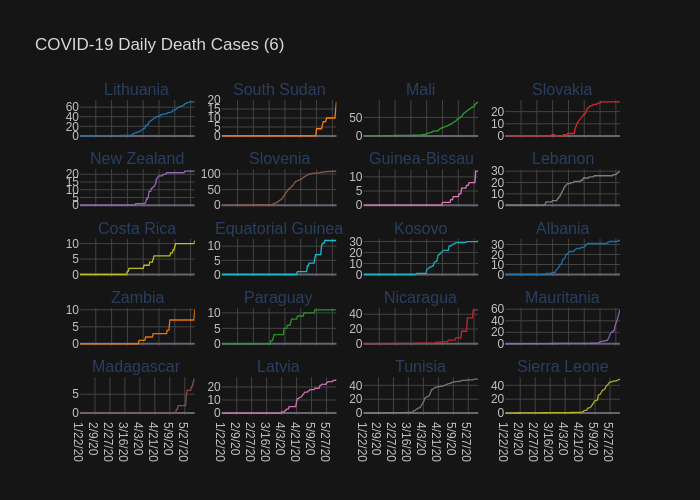 COVID-19 Daily Death Cases (6)
Lithuania South Sudan Mali Slovakia
60 40 20 0 20 15 10 5 0 50 0 20 10 0
New Zealand Slovenia Guinea-Bissau Lebanon
20 15 10 5 0 100 50 0 10 5 0 30 20 10 0
Costa Rica Equatorial Guinea Kosovo Albania
10 5 0 10 5 0 30 20 10 0 30 20 10 0
Zambia Paraguay Nicaragua Mauritania
10 5 0 10 5 0 40 20 0 60 40 20 0
Madagascar Latvia Tunisia Sierra Leone
5 0 20 10 0 40 20 0 40 20 0
1/22/20 2/9/20 2/27/20 3/16/20 4/3/20 4/21/20 5/9/20 5/27/20 1/22/20 2/9/20 2/27/20 3/16/20 4/3/20 4/21/20 5/9/20 5/27/20 1/22/20 2/9/20 2/27/20 3/16/20 4/3/20 4/21/20 5/9/20 5/27/20 1/22/20 2/9/20 2/27/20 3/16/20 4/3/20 4/21/20 5/9/20 5/27/20